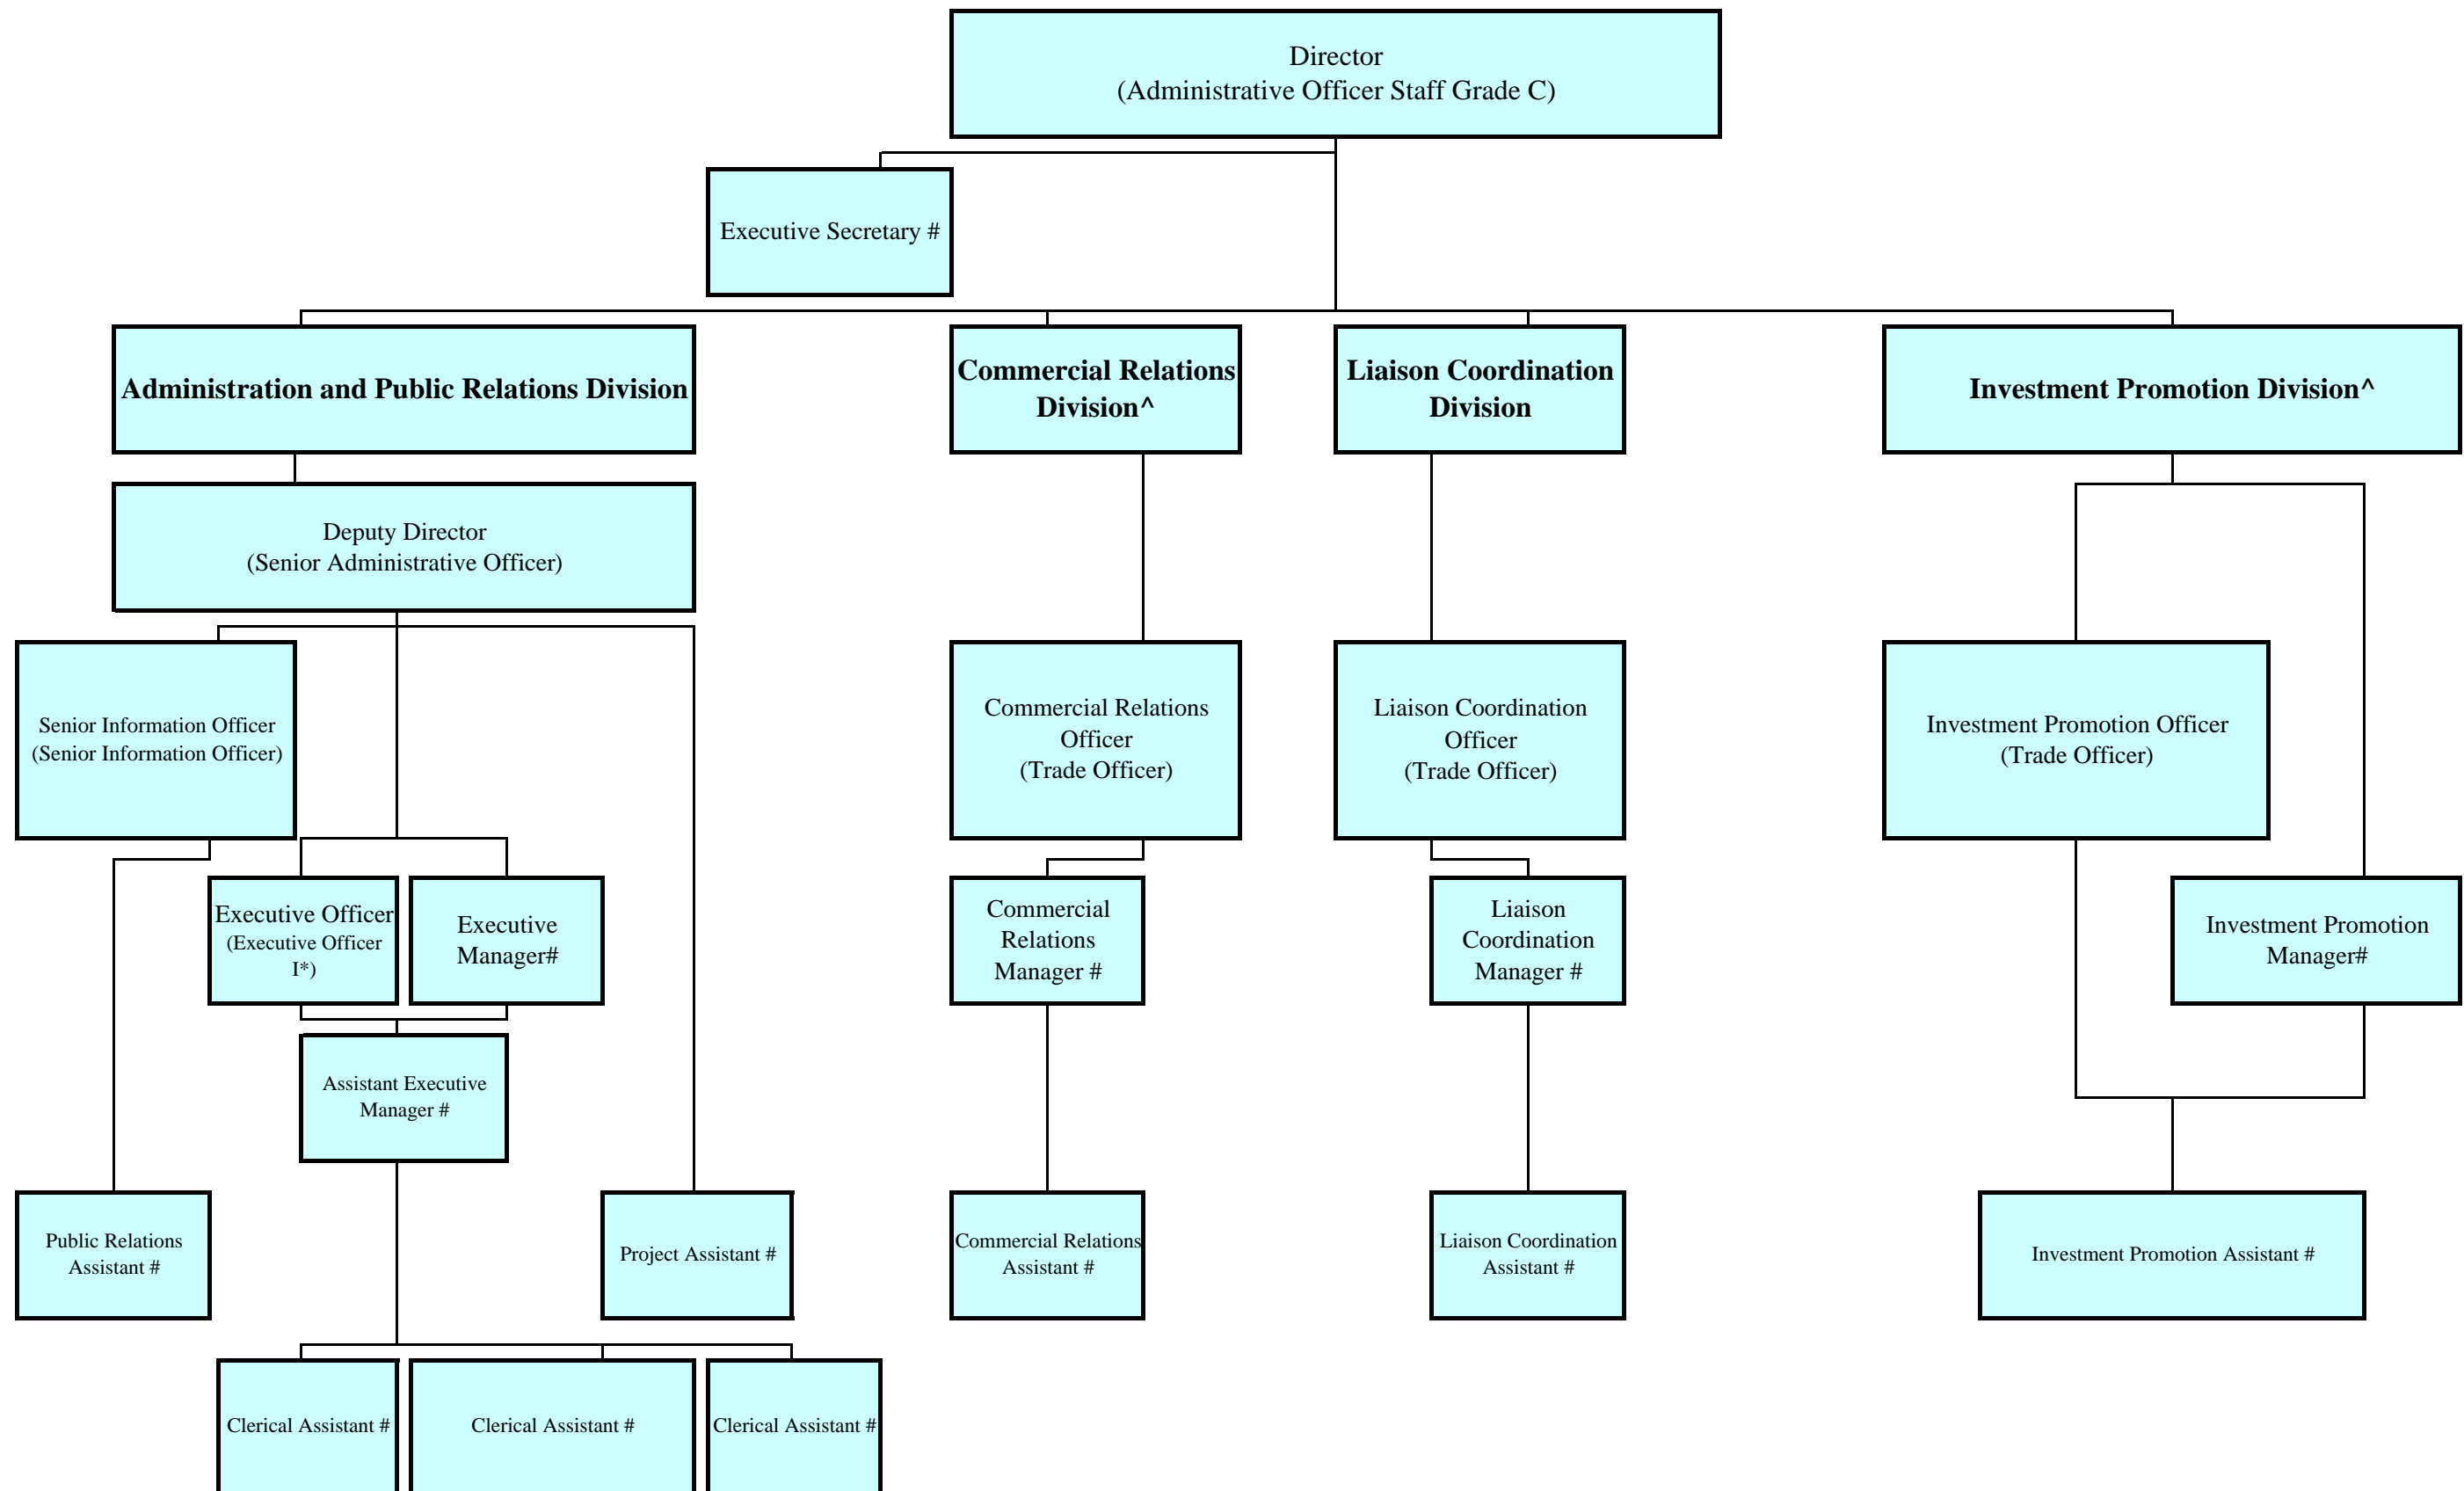 Director
(Administrative Officer Staff Grade C)
Executive Secretary #
Administration and Public Relations Division
Commercial Relations
Division^
Liaison Coordination
Division
Investment Promotion Division^
Deputy Director
(Senior Administrative Officer)
Senior Information Officer
(Senior Information Officer)
Commercial Relations
Officer
(Trade Officer)
Liaison Coordination
Officer
(Trade Officer)
Investment Promotion Officer
(Trade Officer)
Executive Officer
(Executive Officer
I*)
Executive
Manager#
Commercial
Relations
Manager #
Liaison
Coordination
Manager #
Investment Promotion
Manager#
Assistant Executive
Manager #
Public Relations
Assistant #
Project Assistant #
Commercial Relations
Assistant #
Liaison Coordination
Assistant #
Investment Promotion Assistant #
Clerical Assistant #
Clerical Assistant #
Clerical Assistant #